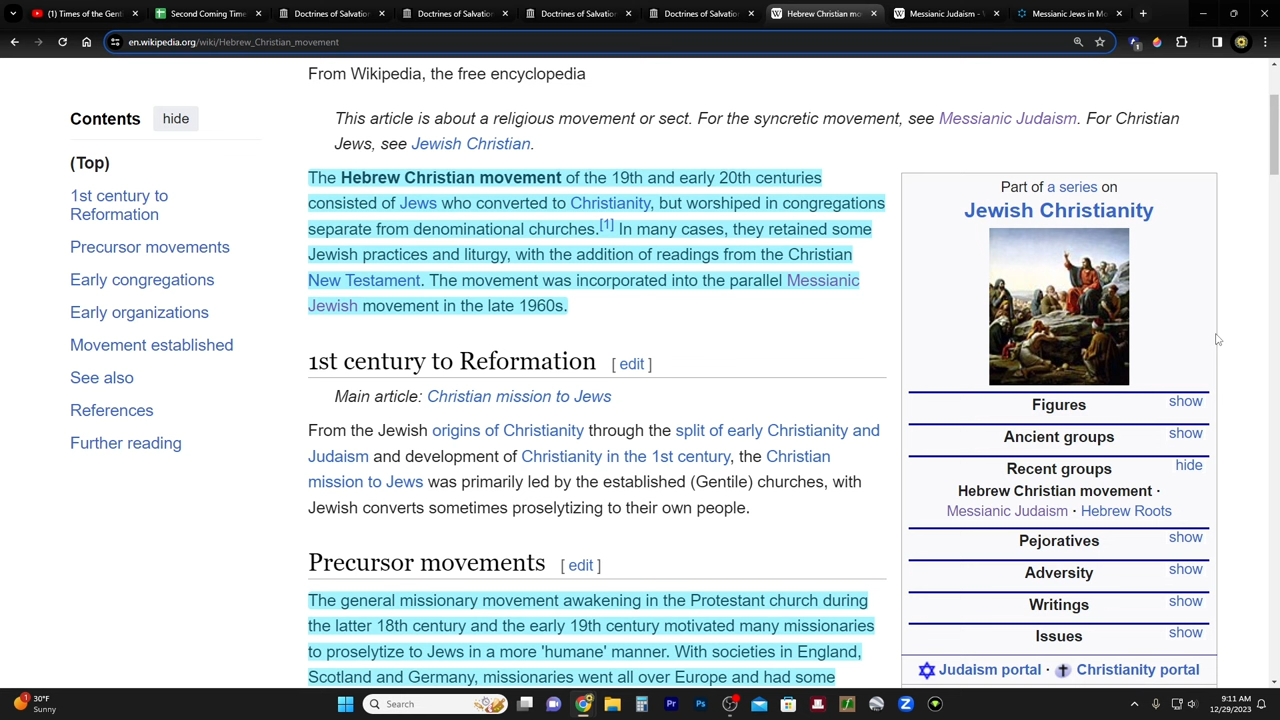 (1) Times of the Genti
Second Coming Time
Doctrines of Salvation
Doctrines of Salvation
Doctrines of Salvation
Doctrines of Salvation
Hebrew Christian mo
Messianic Judaism - W
Messianic Jews in Mo
en.wikipedia.org/wiki/Hebrew_Christian_movement
From Wikipedia, the free encyclopedia
Contents hide
(Top)
1st century to
Reformation
Precursor movements
Early congregations
Early organizations
Movement established
See also
References
Further reading
This article is about a religious movement or sect. For the syncretic movement, see Messianic Judaism. For Christian
Jews, see Jewish Christian.
The Hebrew Christian movement of the 19th and early 20th centuries
consisted of Jews who converted to Christianity, but worshiped in congregations
separate from denominational churches.[1] In many cases, they retained some
Jewish practices and liturgy, with the addition of readings from the Christian
New Testament. The movement was incorporated into the parallel Messianic
Jewish movement in the late 1960s.
1st century to Reformation [ edit ]
Main article: Christian mission to Jews
From the Jewish origins of Christianity through the split of early Christianity and
Judaism and development of Christianity in the 1st century, the Christian
mission to Jews was primarily led by the established (Gentile) churches, with
Jewish converts sometimes proselytizing to their own people.
Precursor movements [ edit ]
The general missionary movement awakening in the Protestant church during
the latter 18th century and the early 19th century motivated many missionaries
to proselytize to Jews in a more 'humane' manner. With societies in England,
Scotland and Germany, missionaries went all over Europe and had some
Part of a series on
Jewish Christianity
Figures show
Ancient groups show
Recent groups hide
Hebrew Christian movement ·
Messianic Judaism · Hebrew Roots
Pejoratives show
Adversity show
Writings show
Issues show
Judaism portal · Christianity portal
1
30°F
Sunny
Search
Pr
Ps
9:11 AM
12/29/2023